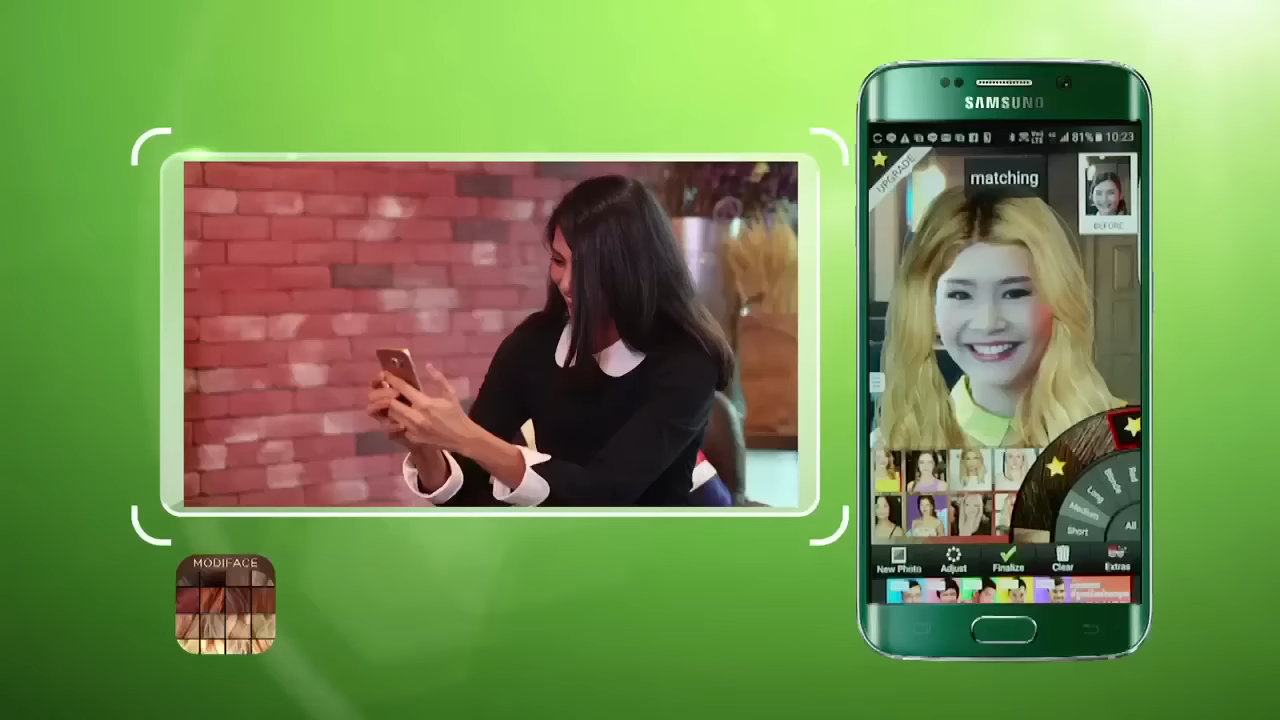 SAMSUNG
81% 10:23
UPGRADE
matching
BEFORE
Long
Medium
Short
All
New Photo
Adjust
Finalize
Clear
Extras
MODIFACE